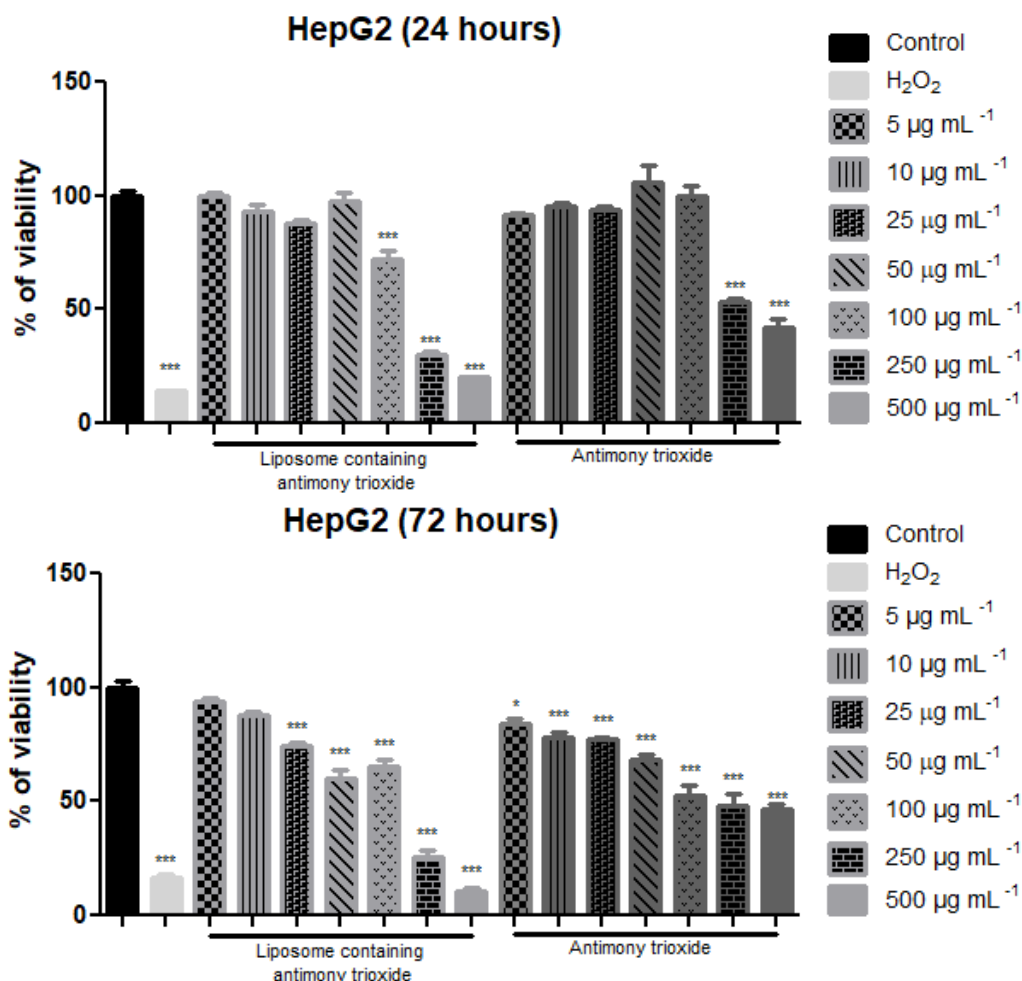 HepG2 (24 hours)
% of viability
150
100
50
0
***
***
***
***
***
***
Liposome containing
antimony trioxide
Antimony trioxide
Control
H₂O₂
5 µg mL⁻¹
10 µg mL⁻¹
25 µg mL⁻¹
50 µg mL⁻¹
100 µg mL⁻¹
250 µg mL⁻¹
500 µg mL⁻¹
HepG2 (72 hours)
% of viability
150
100
50
0
***
***
***
***
***
***
*
***
***
***
***
***
***
Liposome containing
antimony trioxide
Antimony trioxide
Control
H₂O₂
5 µg mL⁻¹
10 µg mL⁻¹
25 µg mL⁻¹
50 µg mL⁻¹
100 µg mL⁻¹
250 µg mL⁻¹
500 µg mL⁻¹